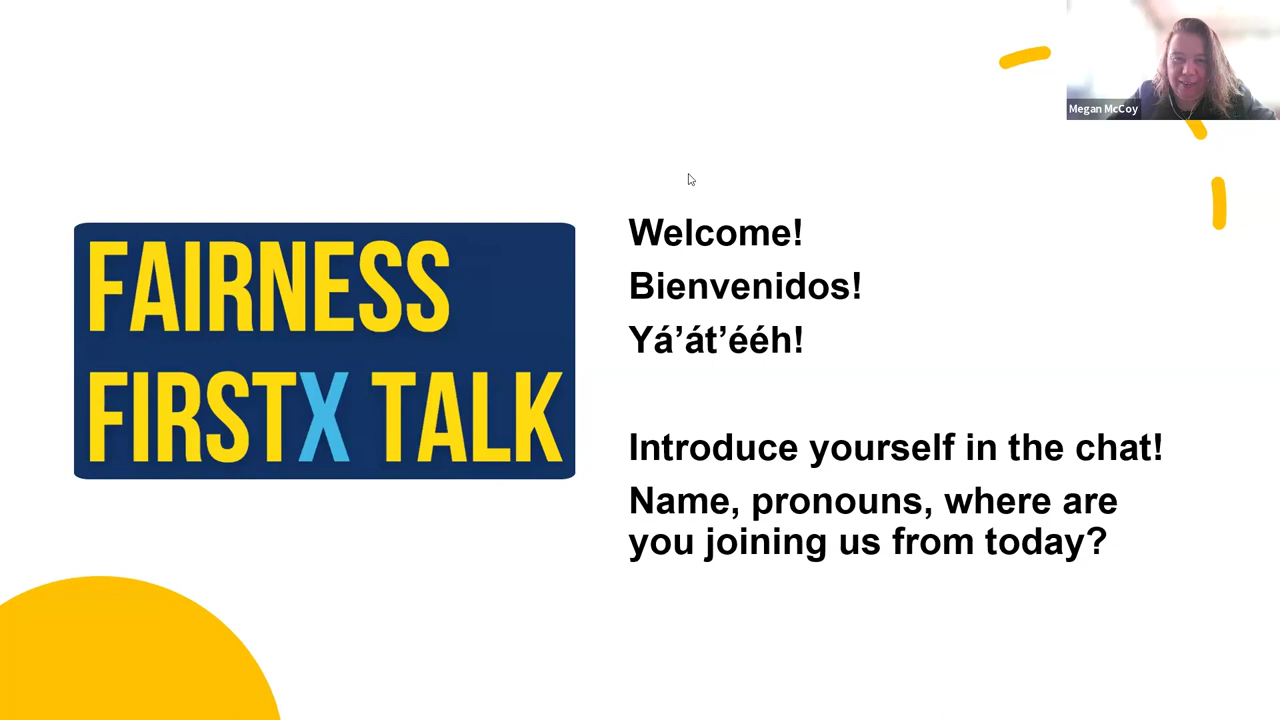 Megan McCoy
FAIRNESS
FIRSTX TALK
Welcome!
Bienvenidos!
Yá’át’ééh!
Introduce yourself in the chat!
Name, pronouns, where are
you joining us from today?